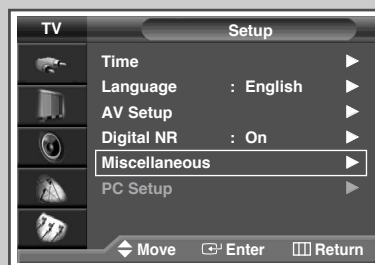 TV Setup
Time
Language : English
AV Setup
Digital NR : On
Miscellaneous
PC Setup
Move Enter Return